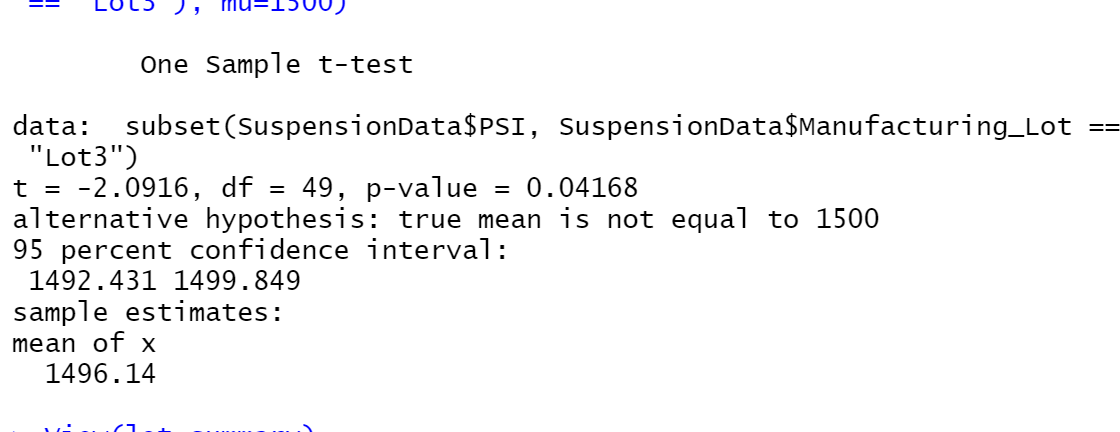 == "Lot3"), mu=1500)
One Sample t-test
data:  subset(SuspensionData$PSI, SuspensionData$Manufacturing_Lot ==
"Lot3")
t = -2.0916, df = 49, p-value = 0.04168
alternative hypothesis: true mean is not equal to 1500
95 percent confidence interval:
1492.431 1499.849
sample estimates:
mean of x
1496.14
> View(lot_summary)